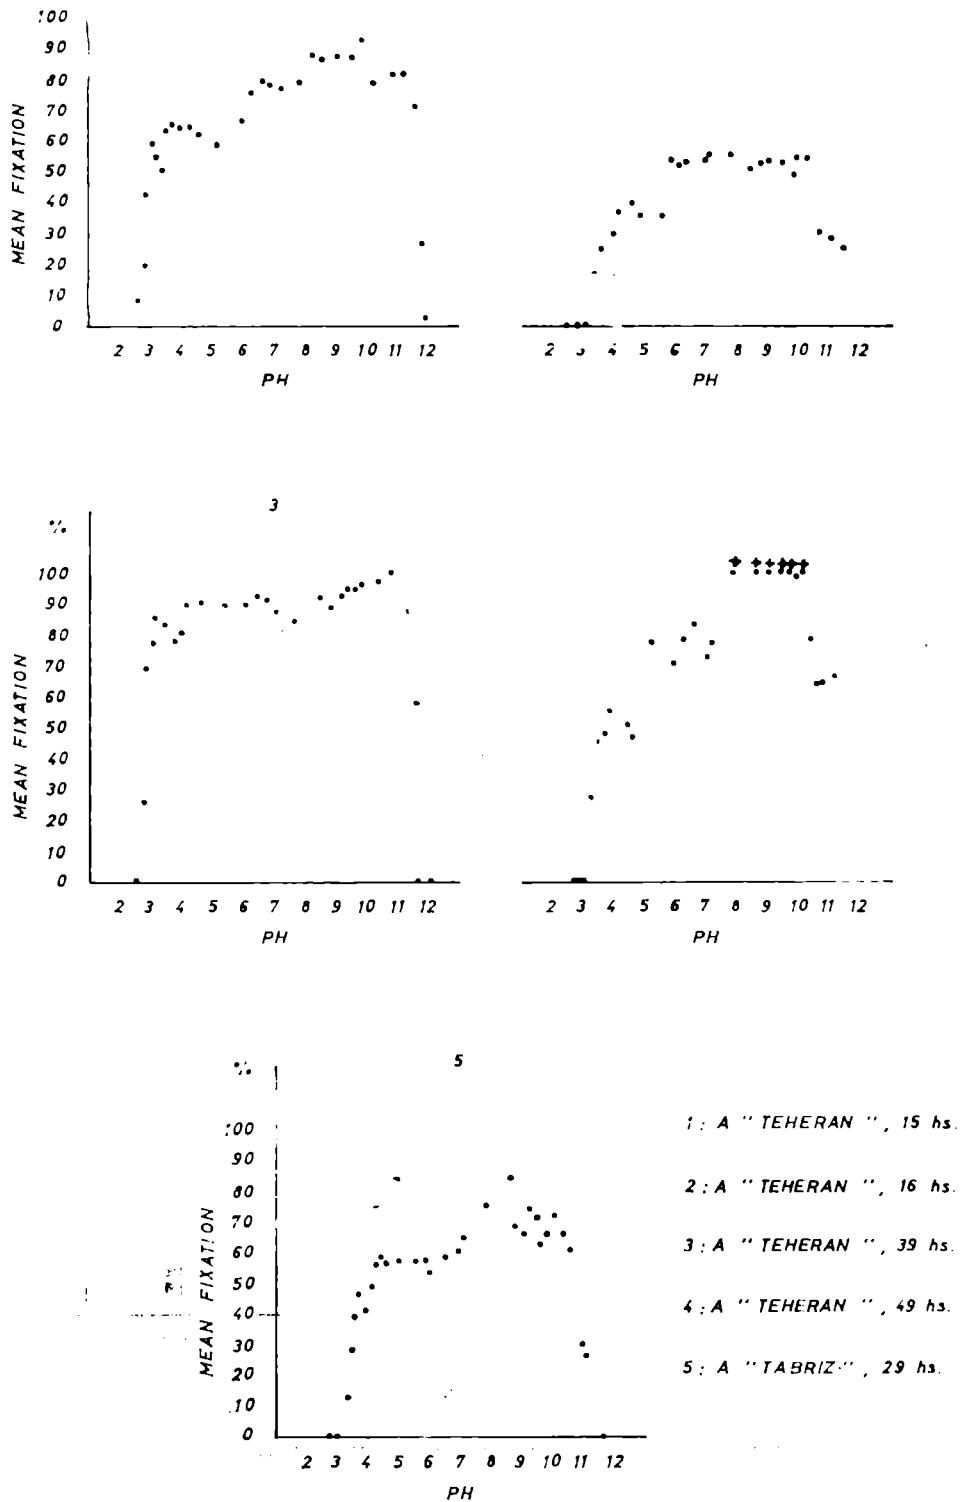 100
90
80
70
60
50
40
30
20
10
0
MEAN FIXATION
2 3 4 5 6 7 8 9 10 11 12
PH
2 3 4 5 6 7 8 9 10 11 12
PH
3
%
100
90
80
70
60
50
40
30
20
10
0
MEAN FIXATION
2 3 4 5 6 7 8 9 10 11 12
PH
2 3 4 5 6 7 8 9 10 11 12
PH
5
%
100
90
80
70
60
50
40
30
20
10
0
MEAN FIXATION
2 3 4 5 6 7 8 9 10 11 12
PH
1: A "TEHERAN", 15 hs.
2: A "TEHERAN", 16 hs.
3: A "TEHERAN", 39 hs.
4: A "TEHERAN", 49 hs.
5: A "TABRIZ", 29 hs.